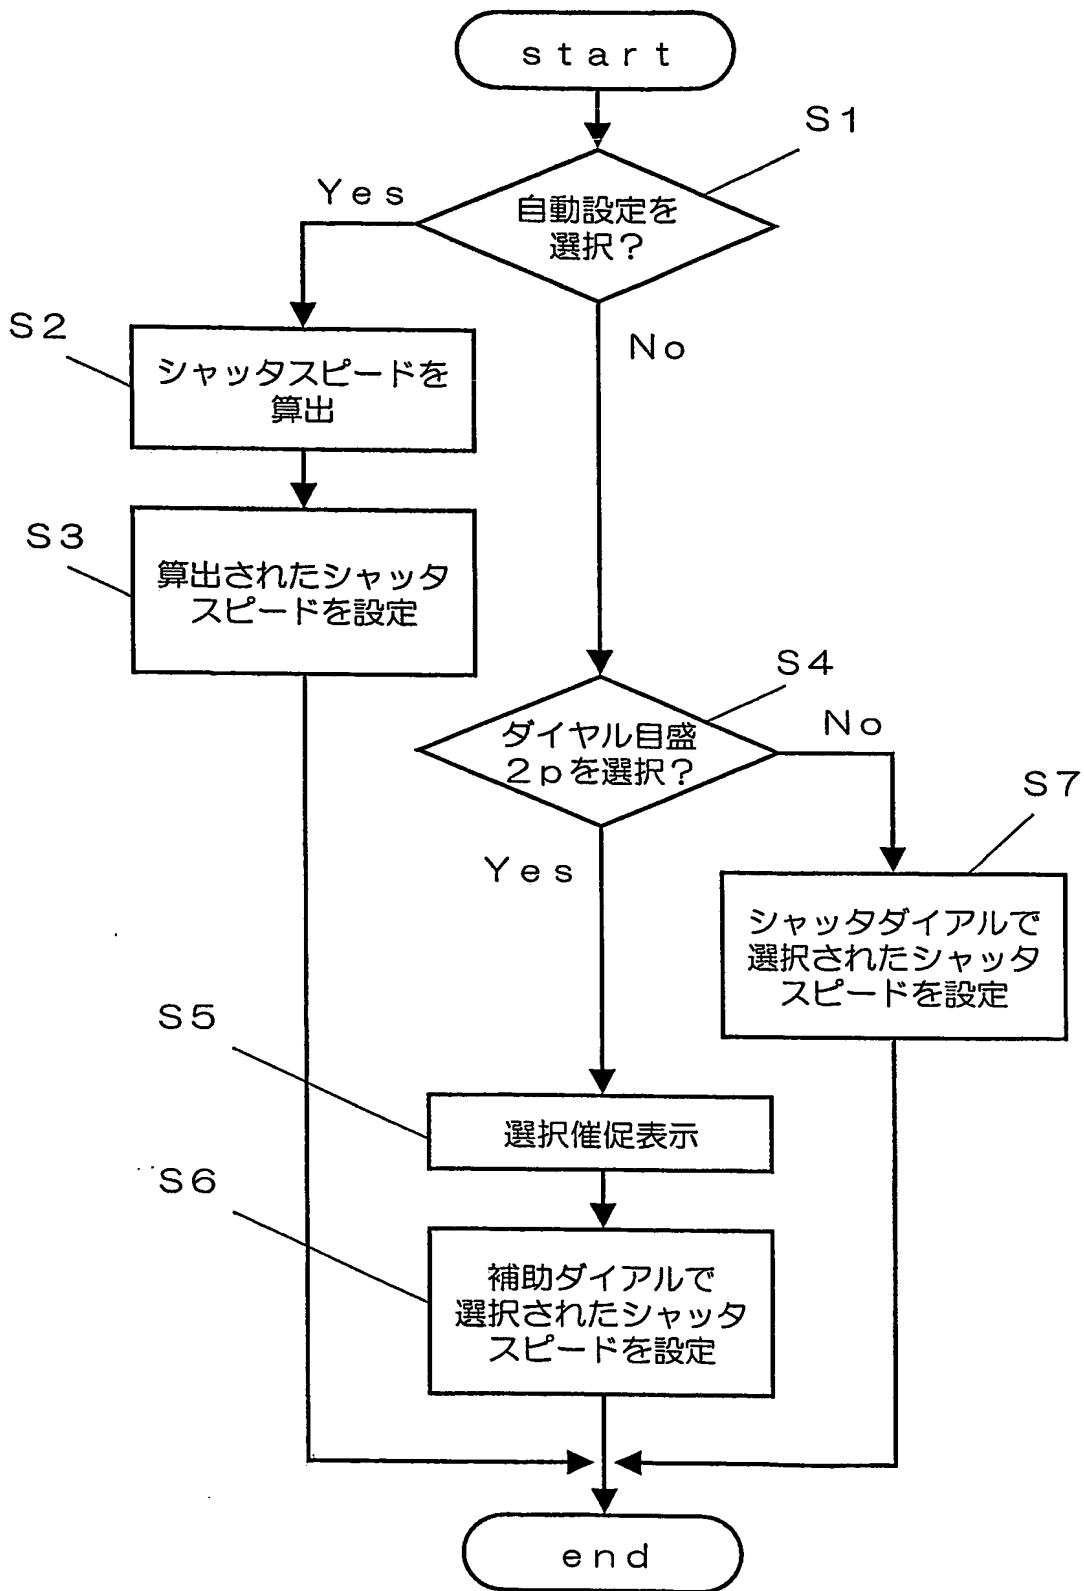 start
S1
Yes
自動設定を
選択?
No
S2
シャッタスピードを
算出
S3
算出されたシャッタ
スピードを設定
S4
ダイヤル目盛
2pを選択?
No
Yes
S7
シャッタダイアルで
選択されたシャッタ
スピードを設定
S5
選択催促表示
S6
補助ダイアルで
選択されたシャッタ
スピードを設定
end